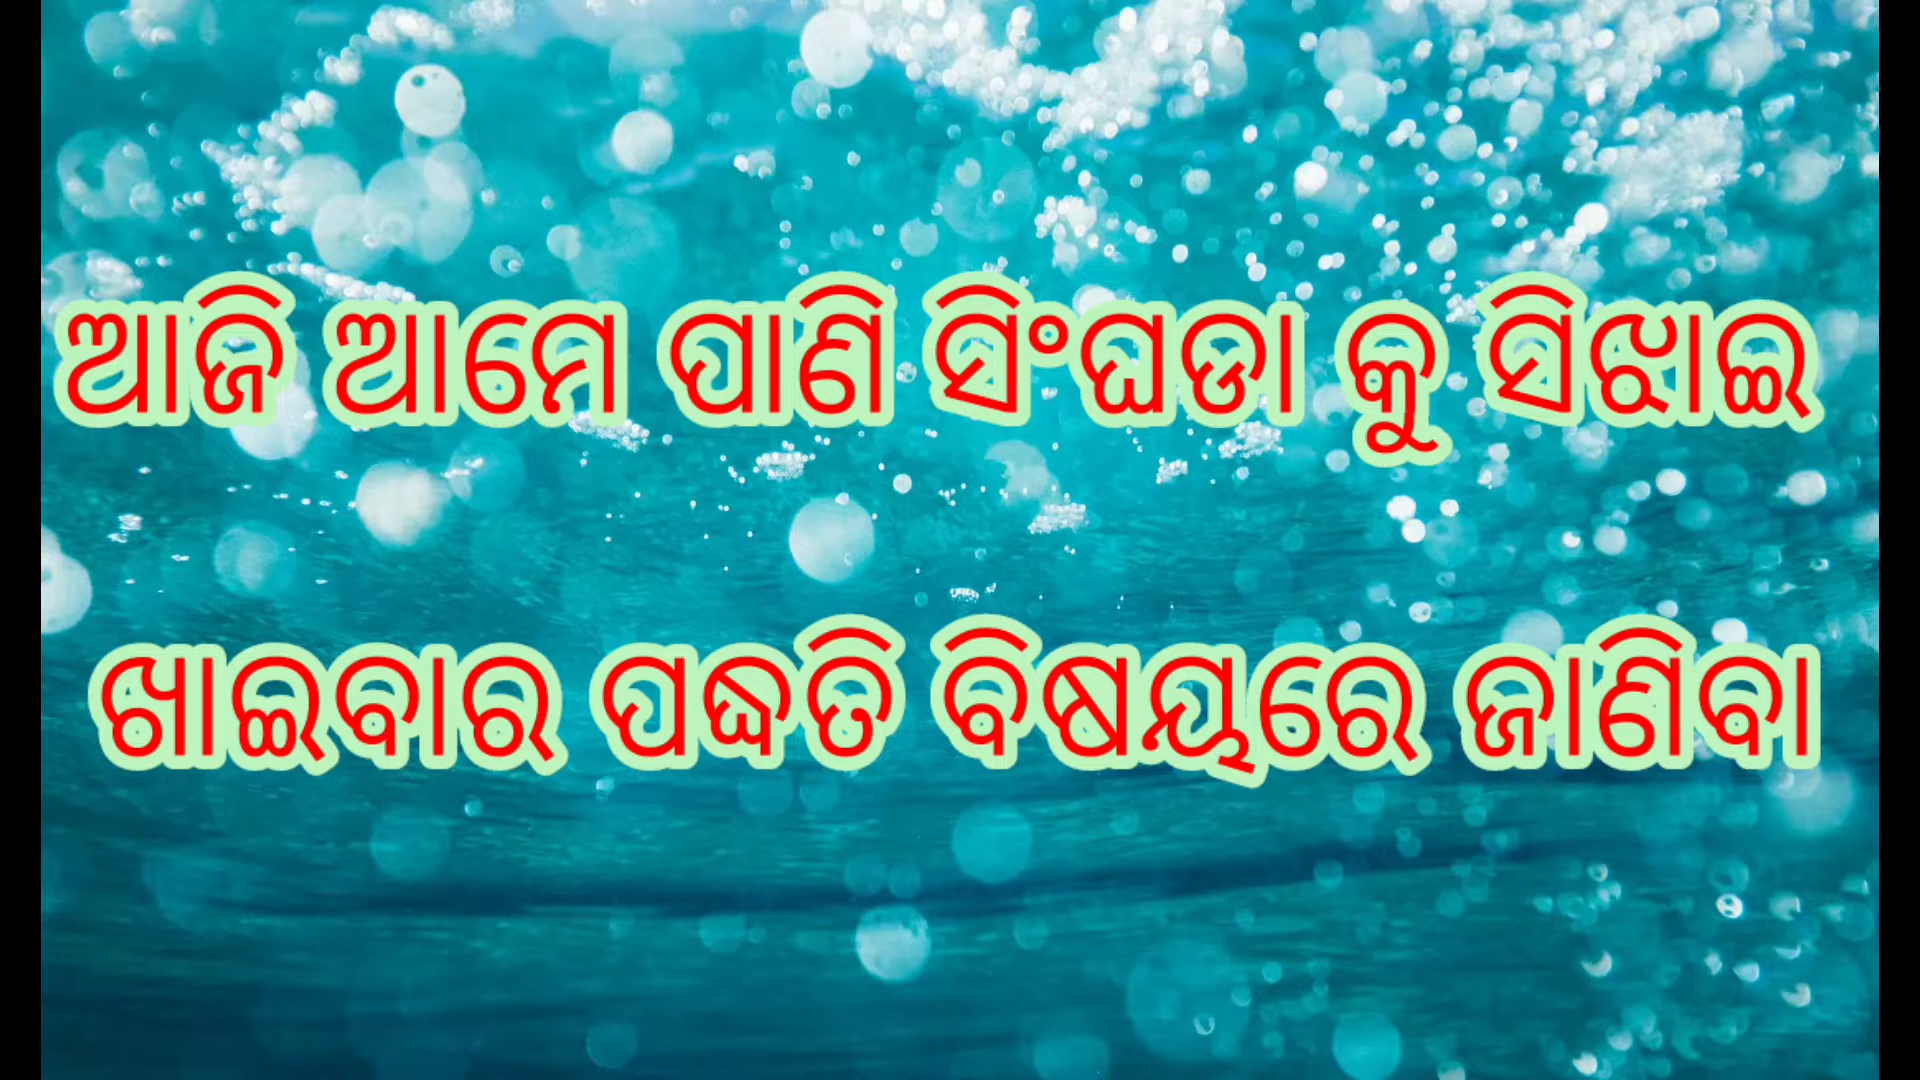 ଆଜି ଆମେ ପାଣି ସିଂଘଡା କୁ ସିଝାଇ
ଖାଇବାର ପଦ୍ଧତି ବିଷୟରେ ଜାଣିବା